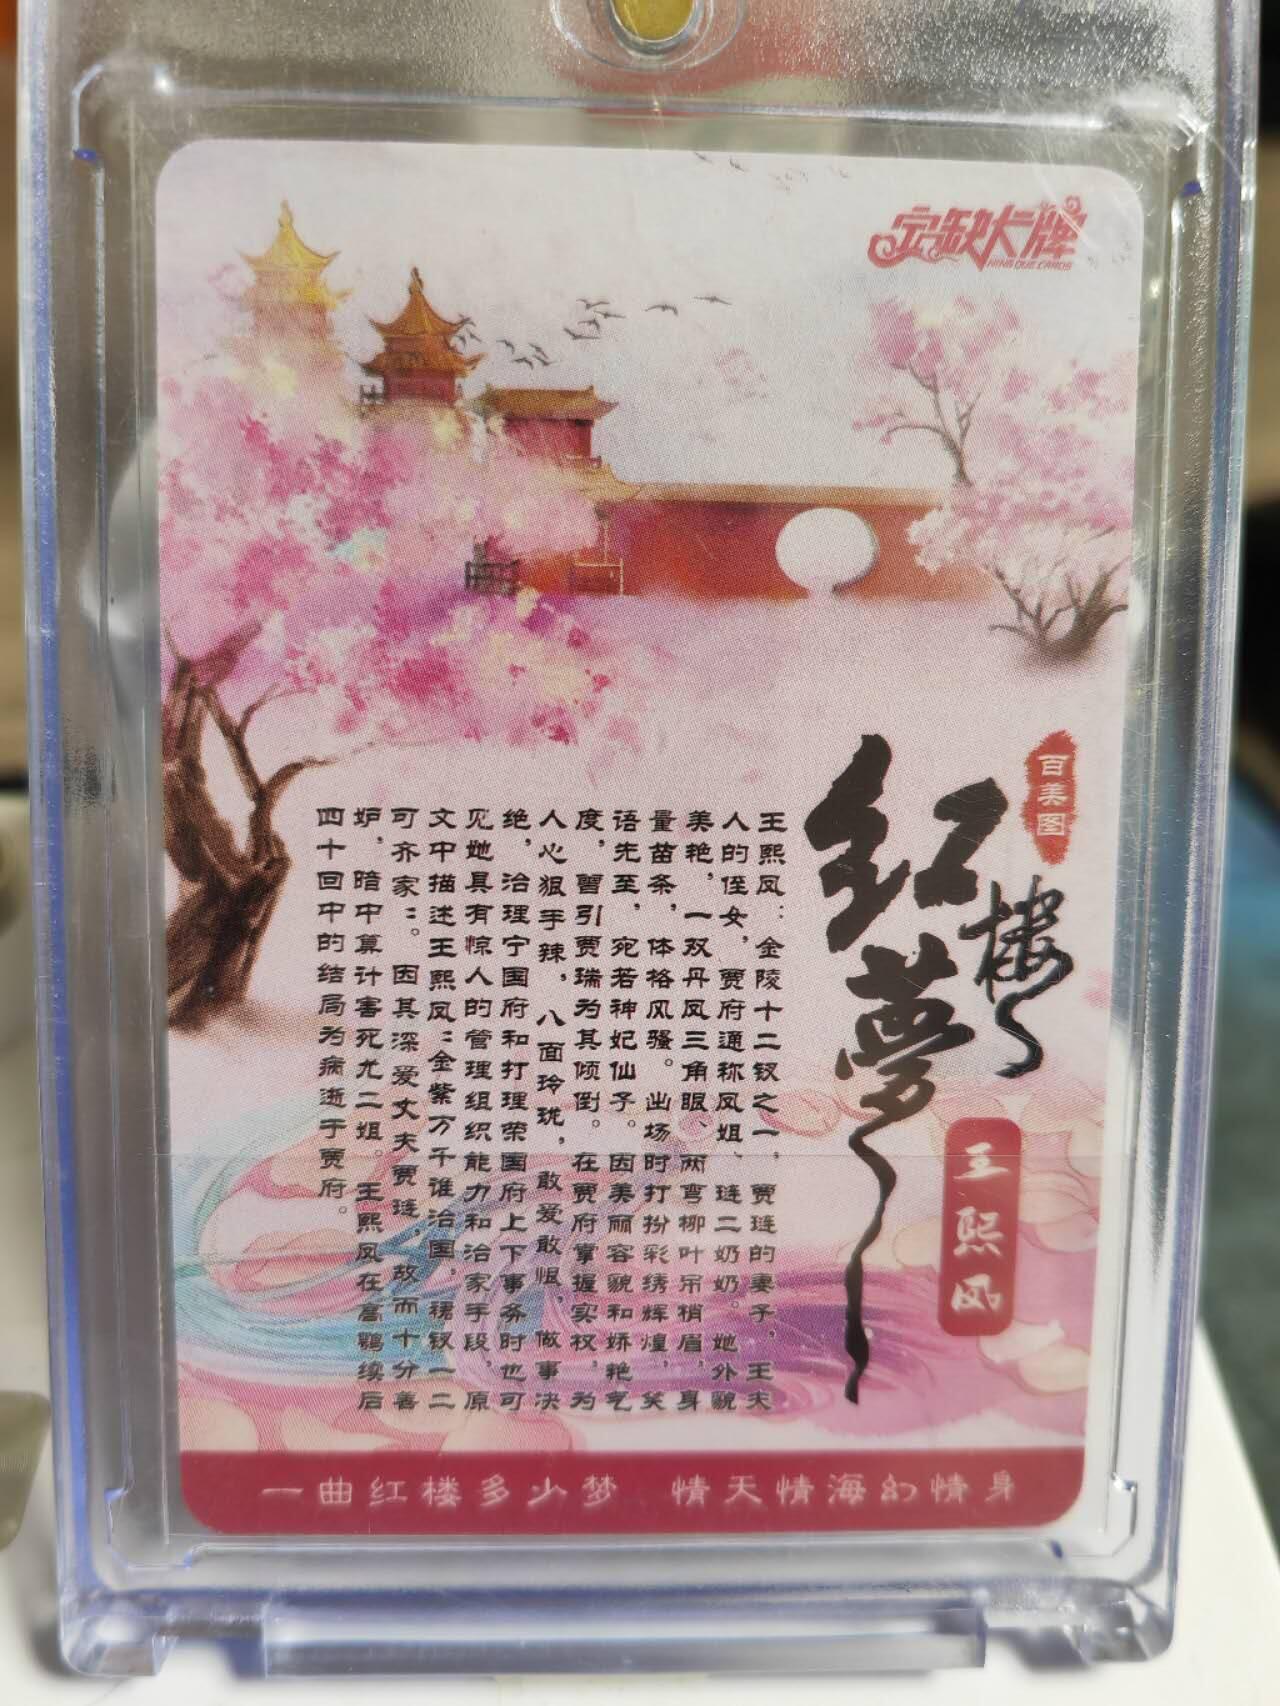 宁缺大牌
NING QUE CARDS
百美图
红楼梦
王熙凤
王熙凤：金陵十二钗之一，贾琏的妻子，王夫
人的侄女，贾府通称凤姐、琏二奶奶。她外貌
美艳，一双丹凤三角眼、两弯柳叶吊梢眉，身
量苗条，体格风骚。出场时打扮彩绣辉煌，笑
语先至，宛若神妃仙子。因美丽容貌和娇艳气
度，曾引贾瑞为其倾倒。在贾府掌握实权，为
人心狠手辣，八面玲珑，敢爱敢恨，做事决
绝，治理宁国府和打理荣国府上下事务时也可
见她具有惊人的管理组织能力和治家手段，原
文中描述王熙凤：金紫万千谁治国，裙钗一二
可齐家：。因其深爱丈夫贾琏，故而十分善
妒，暗中算计害死尤二姐。王熙凤在高鹗续后
四十回中的结局为病逝于贾府。
一曲红楼多少梦 情天情海幻情身